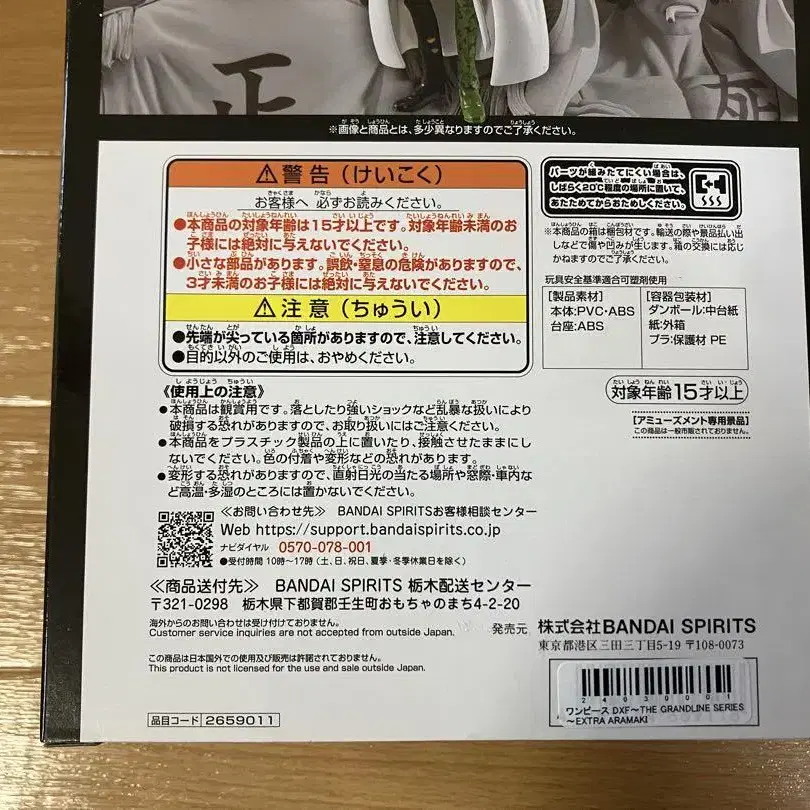 正
死
※画像と商品とは、多少異なりますのでご了承ください。
⚠警告（けいこく）
お客様へ 必ずお読みください。
●本商品の対象年齢は15才以上です。対象年齢未満のお
子様には絶対に与えないでください。
●小さな部品があります。誤飲・窒息の危険がありますので、
3才未満のお子様には絶対に与えないでください。
⚠注意（ちゅうい）
●先端が尖っている箇所がありますので、注意してください。
●目的以外のご使用は、おやめください。
《使用上の注意》
●本商品は観賞用です。落としたり強いショックなど乱暴な扱いにより
破損する恐れがありますので、お取り扱いにはご注意ください。
●本商品をプラスチック製品の上に置いたり、接触させたままにし
ないでください。色の付着や変形などの恐れがあります。
●変形する恐れがありますので、直射日光の当たる場所や窓際・車内な
ど高温・多湿のところには置かないでください。
≪お問い合わせ先≫ BANDAI SPIRITSお客様相談センター
Web https://support.bandaispirits.co.jp
ナビダイヤル 0570-078-001
●受付時間 10時〜17時（土、日、祝日、夏季・冬季休業日を除く）
≪商品送付先≫ BANDAI SPIRITS 栃木配送センター
〒321-0298 栃木県下都賀郡壬生町おもちゃのまち4-2-20
海外からのお問い合わせは受け付けておりません。
Customer service inquiries are not accepted from outside Japan.
この商品は日本国外での使用及び販売は許諾されておりません。
This product is not licensed for the use and sale outside Japan.
品目コード 2659011
パーツが組みたてにくい場合は、
しばらく20℃程度の場所に置いて、
あたためてからおためしください。
※本商品の箱は梱包材です。輸送の際や景品払い出
しなどで傷や凹みが生じます。箱の交換には応じ
かねますのでご了承ください。
玩具安全基準適合可塑剤使用
［製品素材］
本体:PVC・ABS
台座:ABS
［容器包装材］
ダンボール:中台紙
紙:外箱
プラ:保護材 PE
対象年齢15才以上
［アミューズメント専用景品］
この商品は一般市販されておりません。
発売元 株式会社BANDAI SPIRITS
東京都港区三田三丁目5-19 〒108-0073
24030001
ワンピース DXF〜THE GRANDLINE SERIES
〜EXTRA ARAMAKI